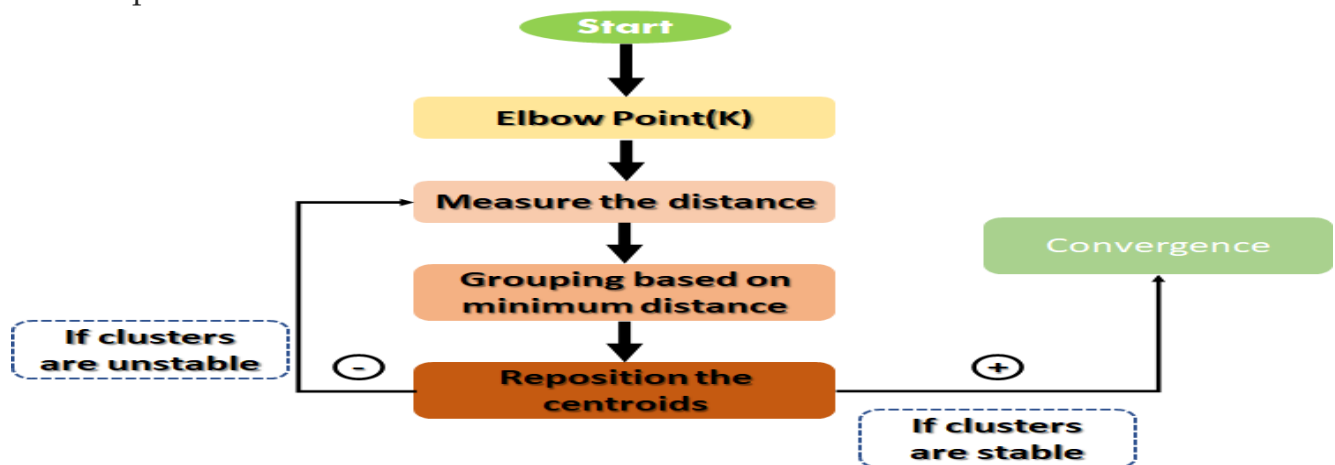 Start
Elbow Point(K)
Measure the distance
Grouping based on
minimum distance
Convergence
If clusters
are unstable
-
Reposition the
centroids
+
If clusters
are stable